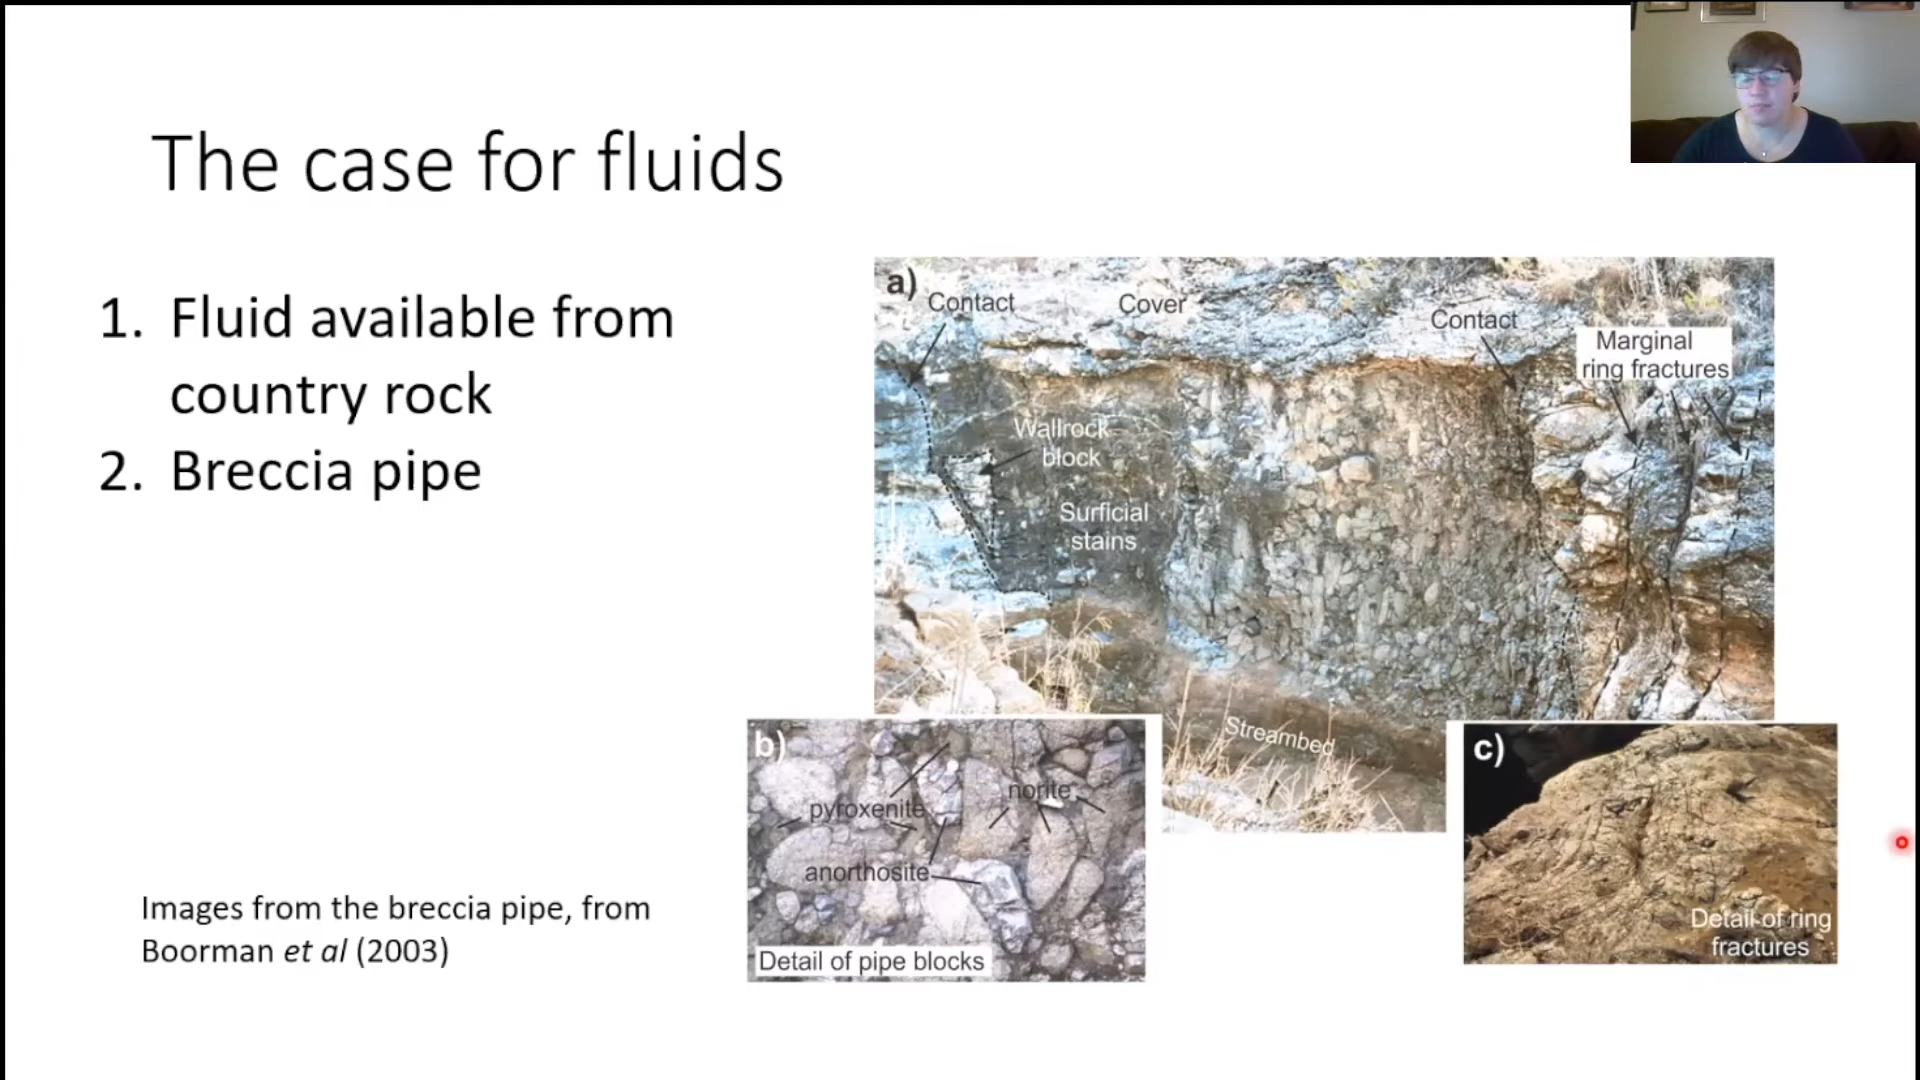 The case for fluids
1. Fluid available from
country rock
2. Breccia pipe
Images from the breccia pipe, from
Boorman et al (2003)
a)
Contact
Cover
Contact
Marginal
ring fractures
Wallrock
block
Surficial
stains
Streambed
b)
pyroxenite
norite
anorthosite
Detail of pipe blocks
c)
Detail of ring
fractures